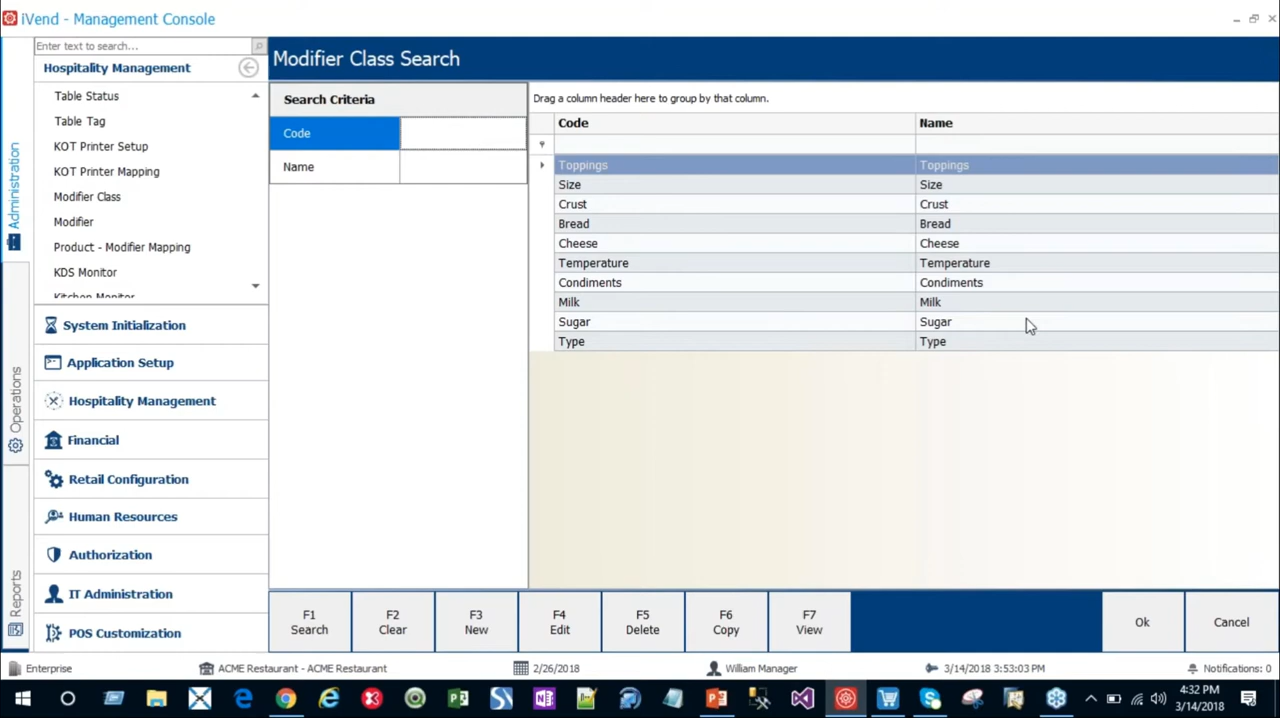 iVend - Management Console
Enter text to search...
Hospitality Management
Table Status
Table Tag
KOT Printer Setup
KOT Printer Mapping
Modifier Class
Modifier
Product - Modifier Mapping
KDS Monitor
Kitchen Monitor
Administration
Operations
Reports
System Initialization
Application Setup
Hospitality Management
Financial
Retail Configuration
Human Resources
Authorization
IT Administration
POS Customization
Modifier Class Search
Search Criteria
Code
Name
Drag a column header here to group by that column.
Code Name
Toppings Toppings
Size Size
Crust Crust
Bread Bread
Cheese Cheese
Temperature Temperature
Condiments Condiments
Milk Milk
Sugar Sugar
Type Type
F1 Search
F2 Clear
F3 New
F4 Edit
F5 Delete
F6 Copy
F7 View
Ok
Cancel
Enterprise ACME Restaurant - ACME Restaurant 2/26/2018 William Manager 3/14/2018 3:53:03 PM Notifications: 0
4:32 PM
3/14/2018